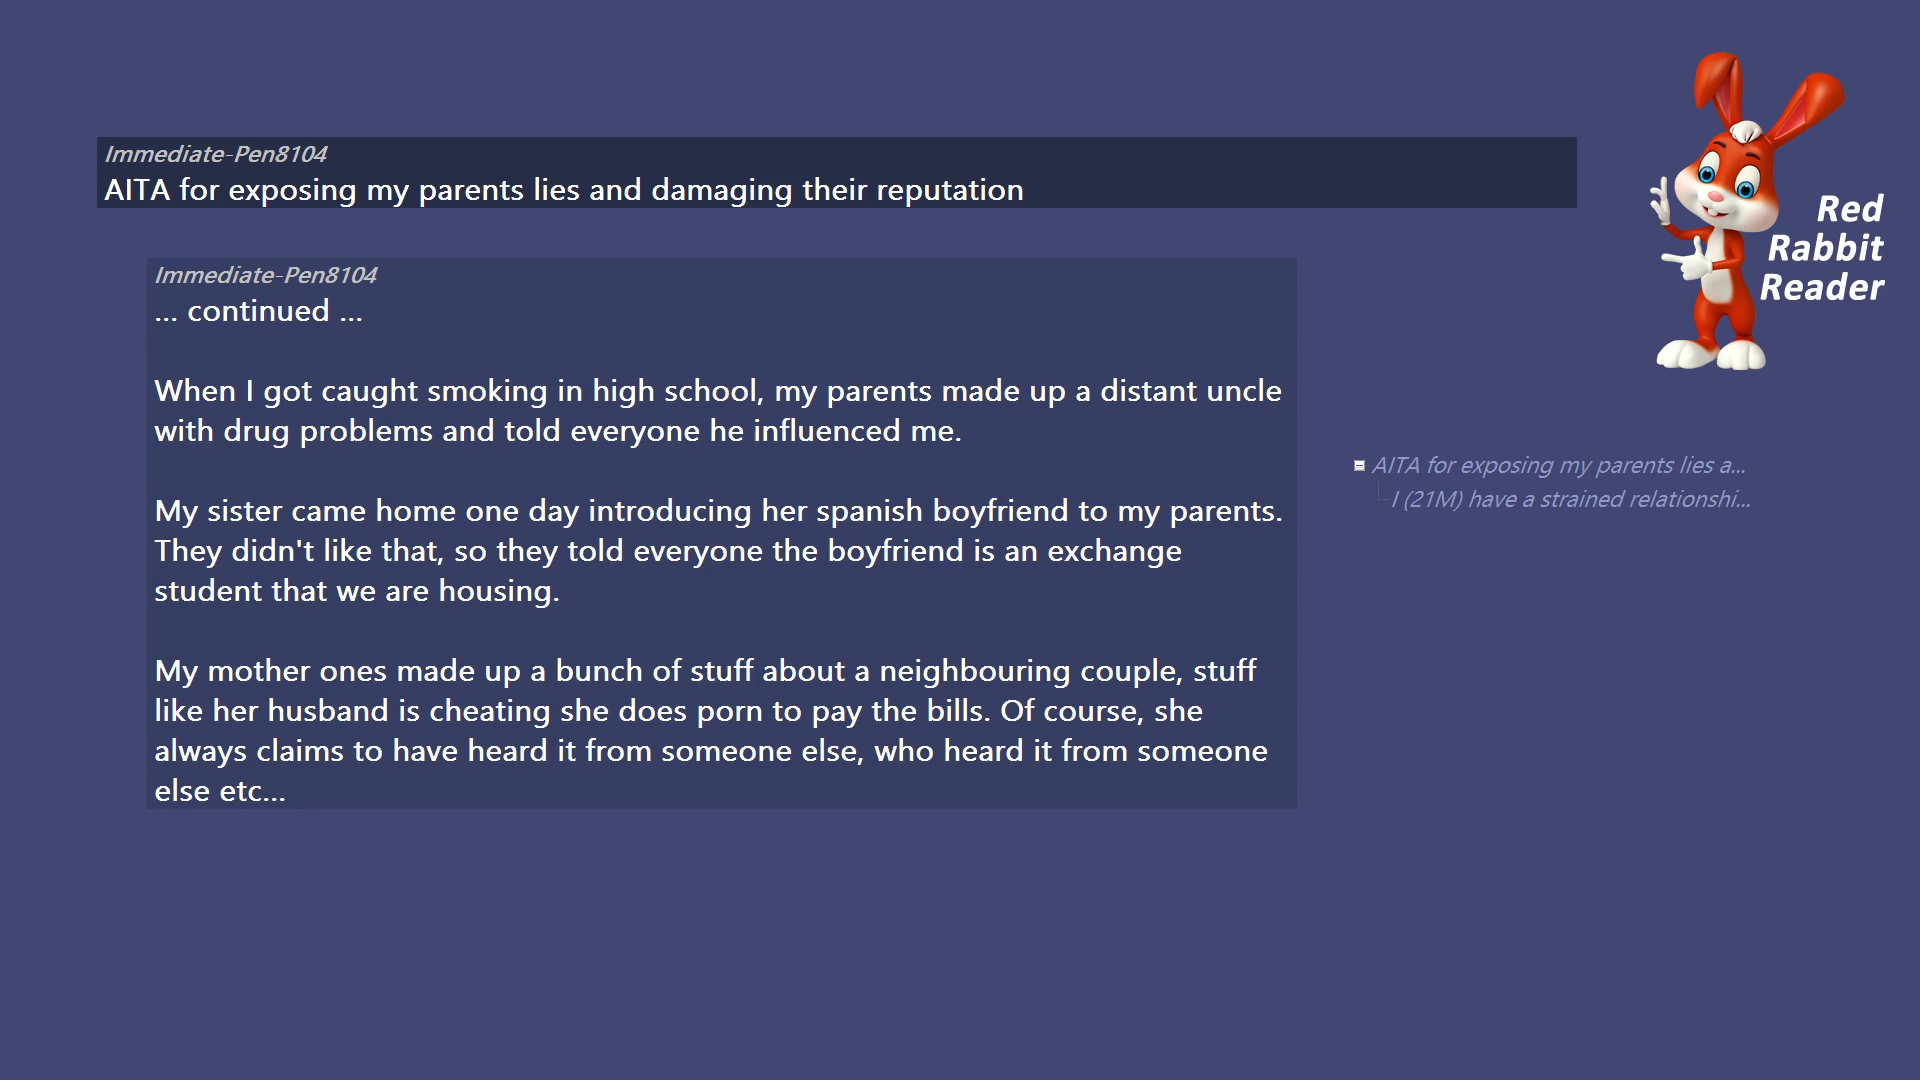 Immediate-Pen8104
AITA for exposing my parents lies and damaging their reputation
Immediate-Pen8104
... continued ...
When I got caught smoking in high school, my parents made up a distant uncle
with drug problems and told everyone he influenced me.
My sister came home one day introducing her spanish boyfriend to my parents.
They didn't like that, so they told everyone the boyfriend is an exchange
student that we are housing.
My mother ones made up a bunch of stuff about a neighbouring couple, stuff
like her husband is cheating she does porn to pay the bills. Of course, she
always claims to have heard it from someone else, who heard it from someone
else etc...
Red
Rabbit
Reader
AITA for exposing my parents lies a...
I (21M) have a strained relationshi...